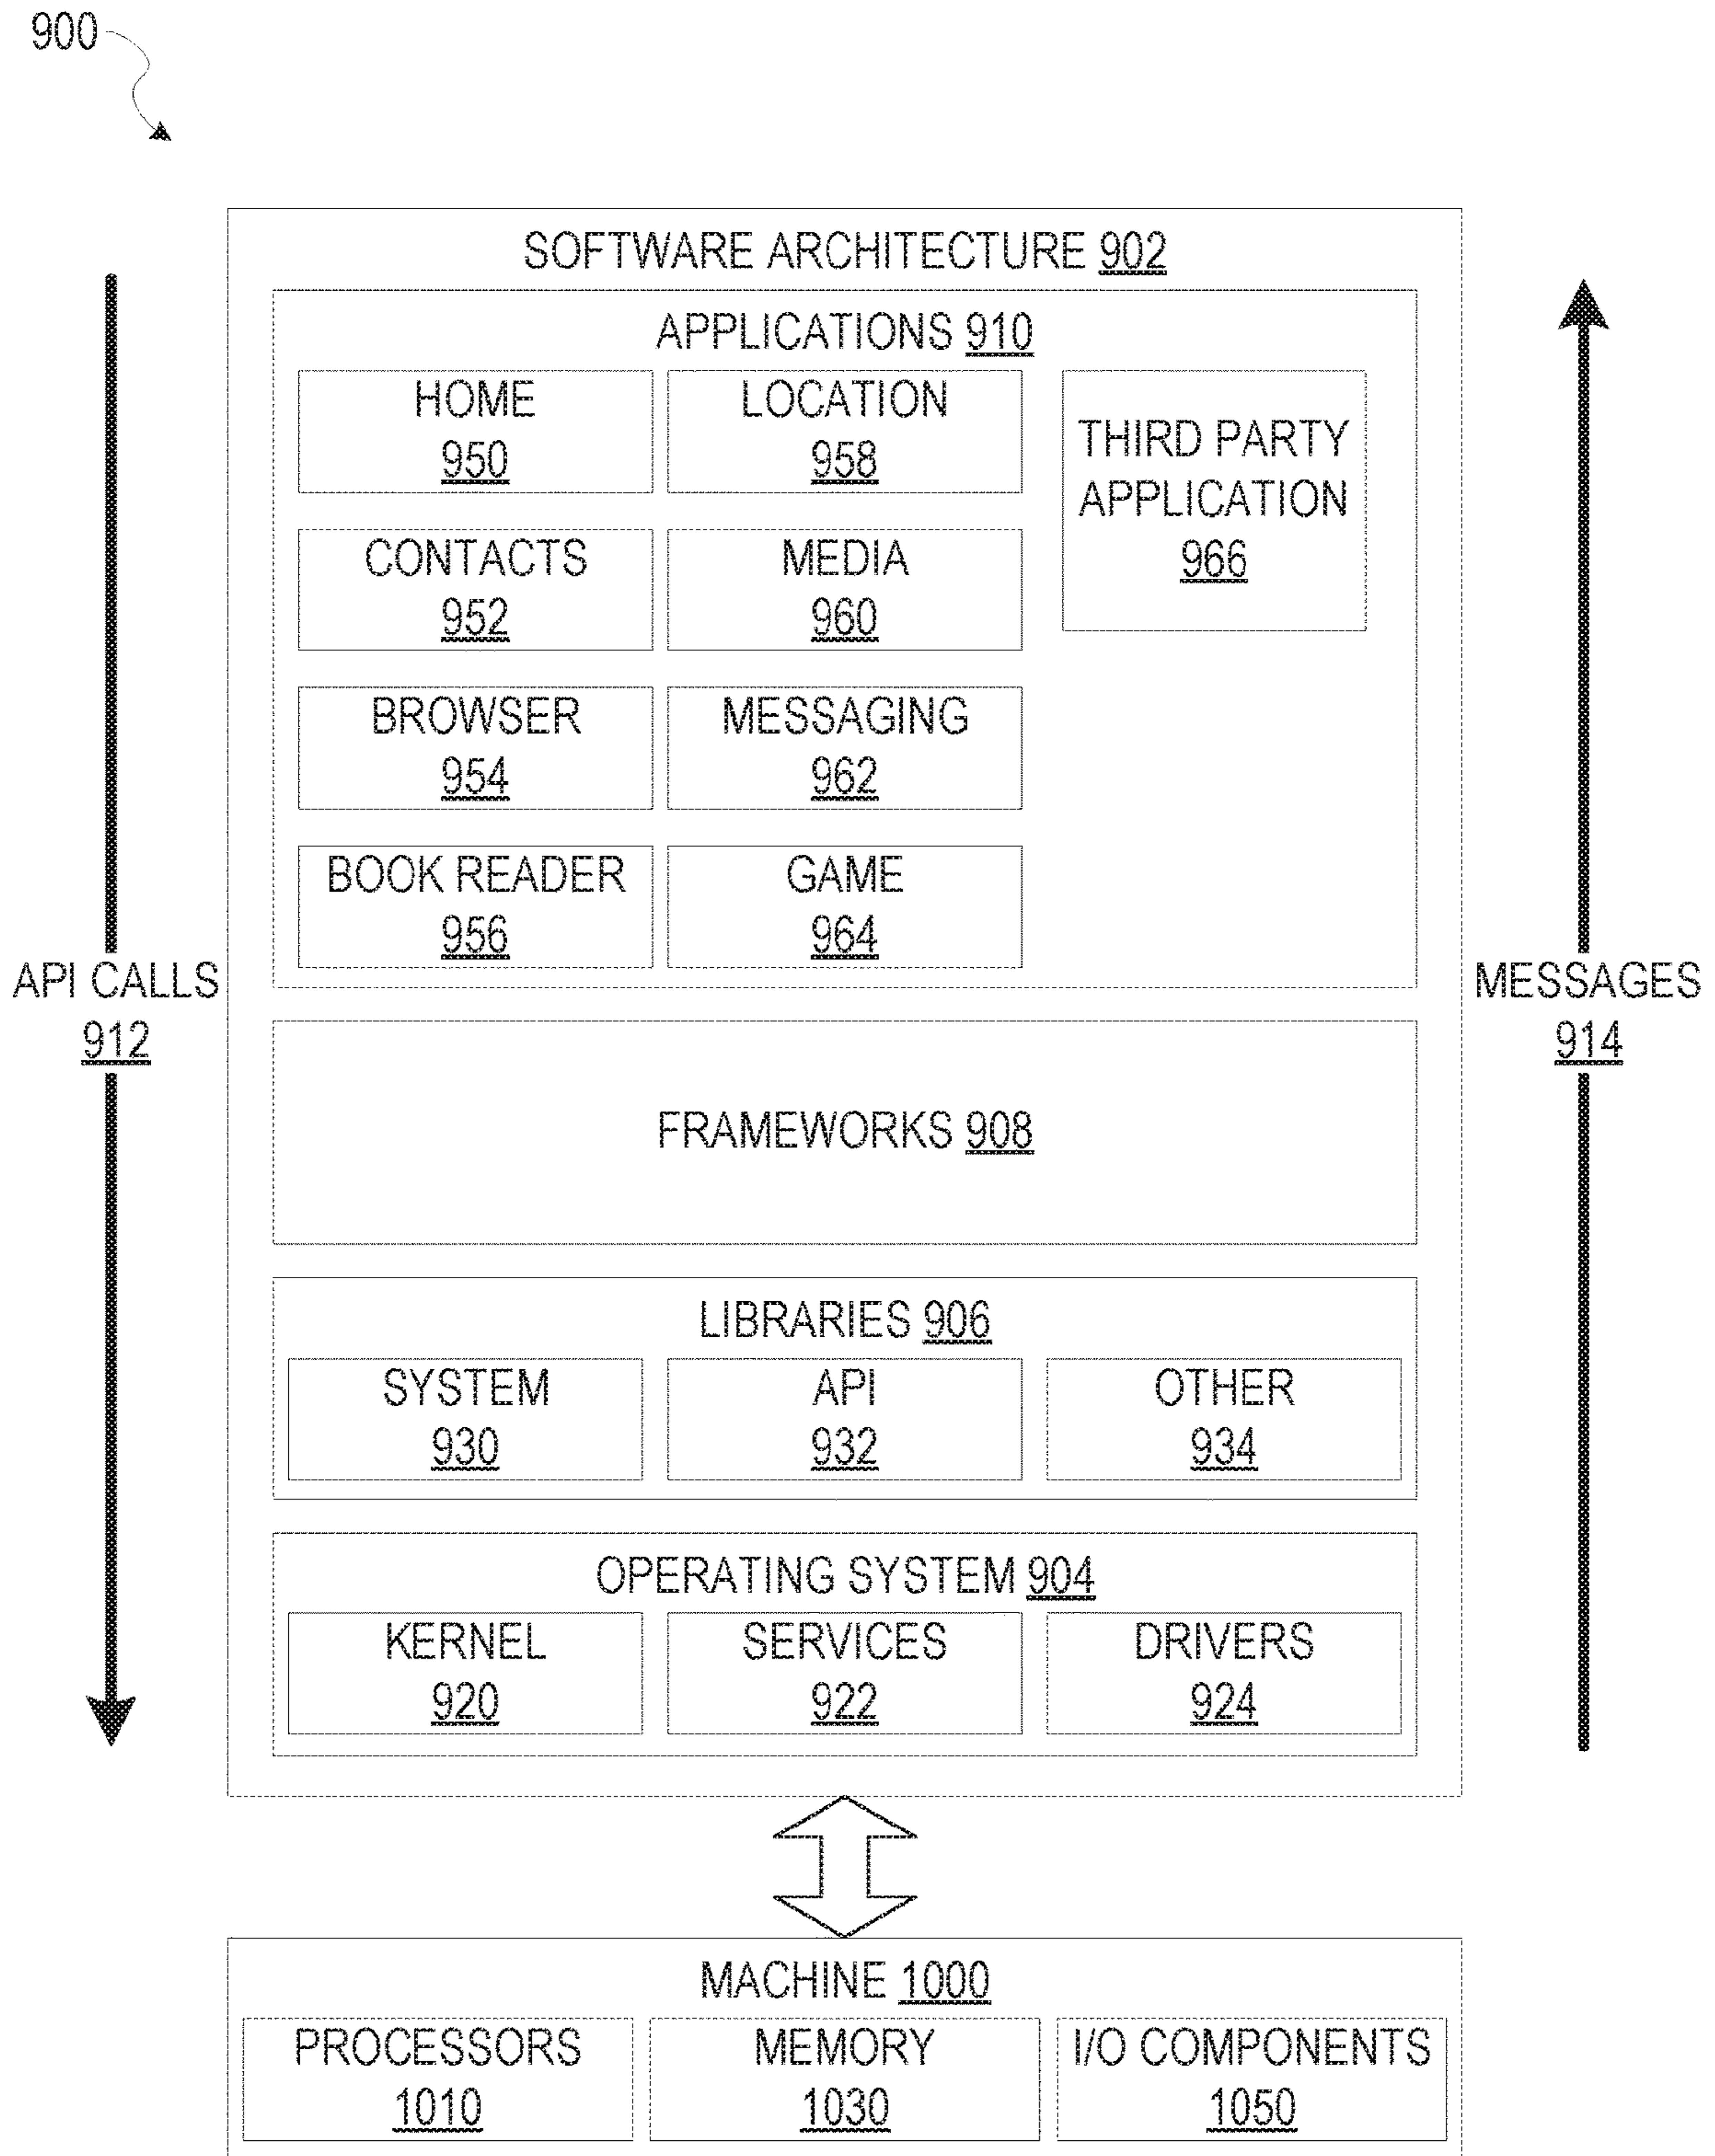 900
SOFTWARE ARCHITECTURE 902
APPLICATIONS 910
HOME
950
LOCATION
958
THIRD PARTY
APPLICATION
966
CONTACTS
952
MEDIA
960
BROWSER
954
MESSAGING
962
BOOK READER
956
GAME
964
API CALLS
912
MESSAGES
914
FRAMEWORKS 908
LIBRARIES 906
SYSTEM
930
API
932
OTHER
934
OPERATING SYSTEM 904
KERNEL
920
SERVICES
922
DRIVERS
924
MACHINE 1000
PROCESSORS
1010
MEMORY
1030
I/O COMPONENTS
1050